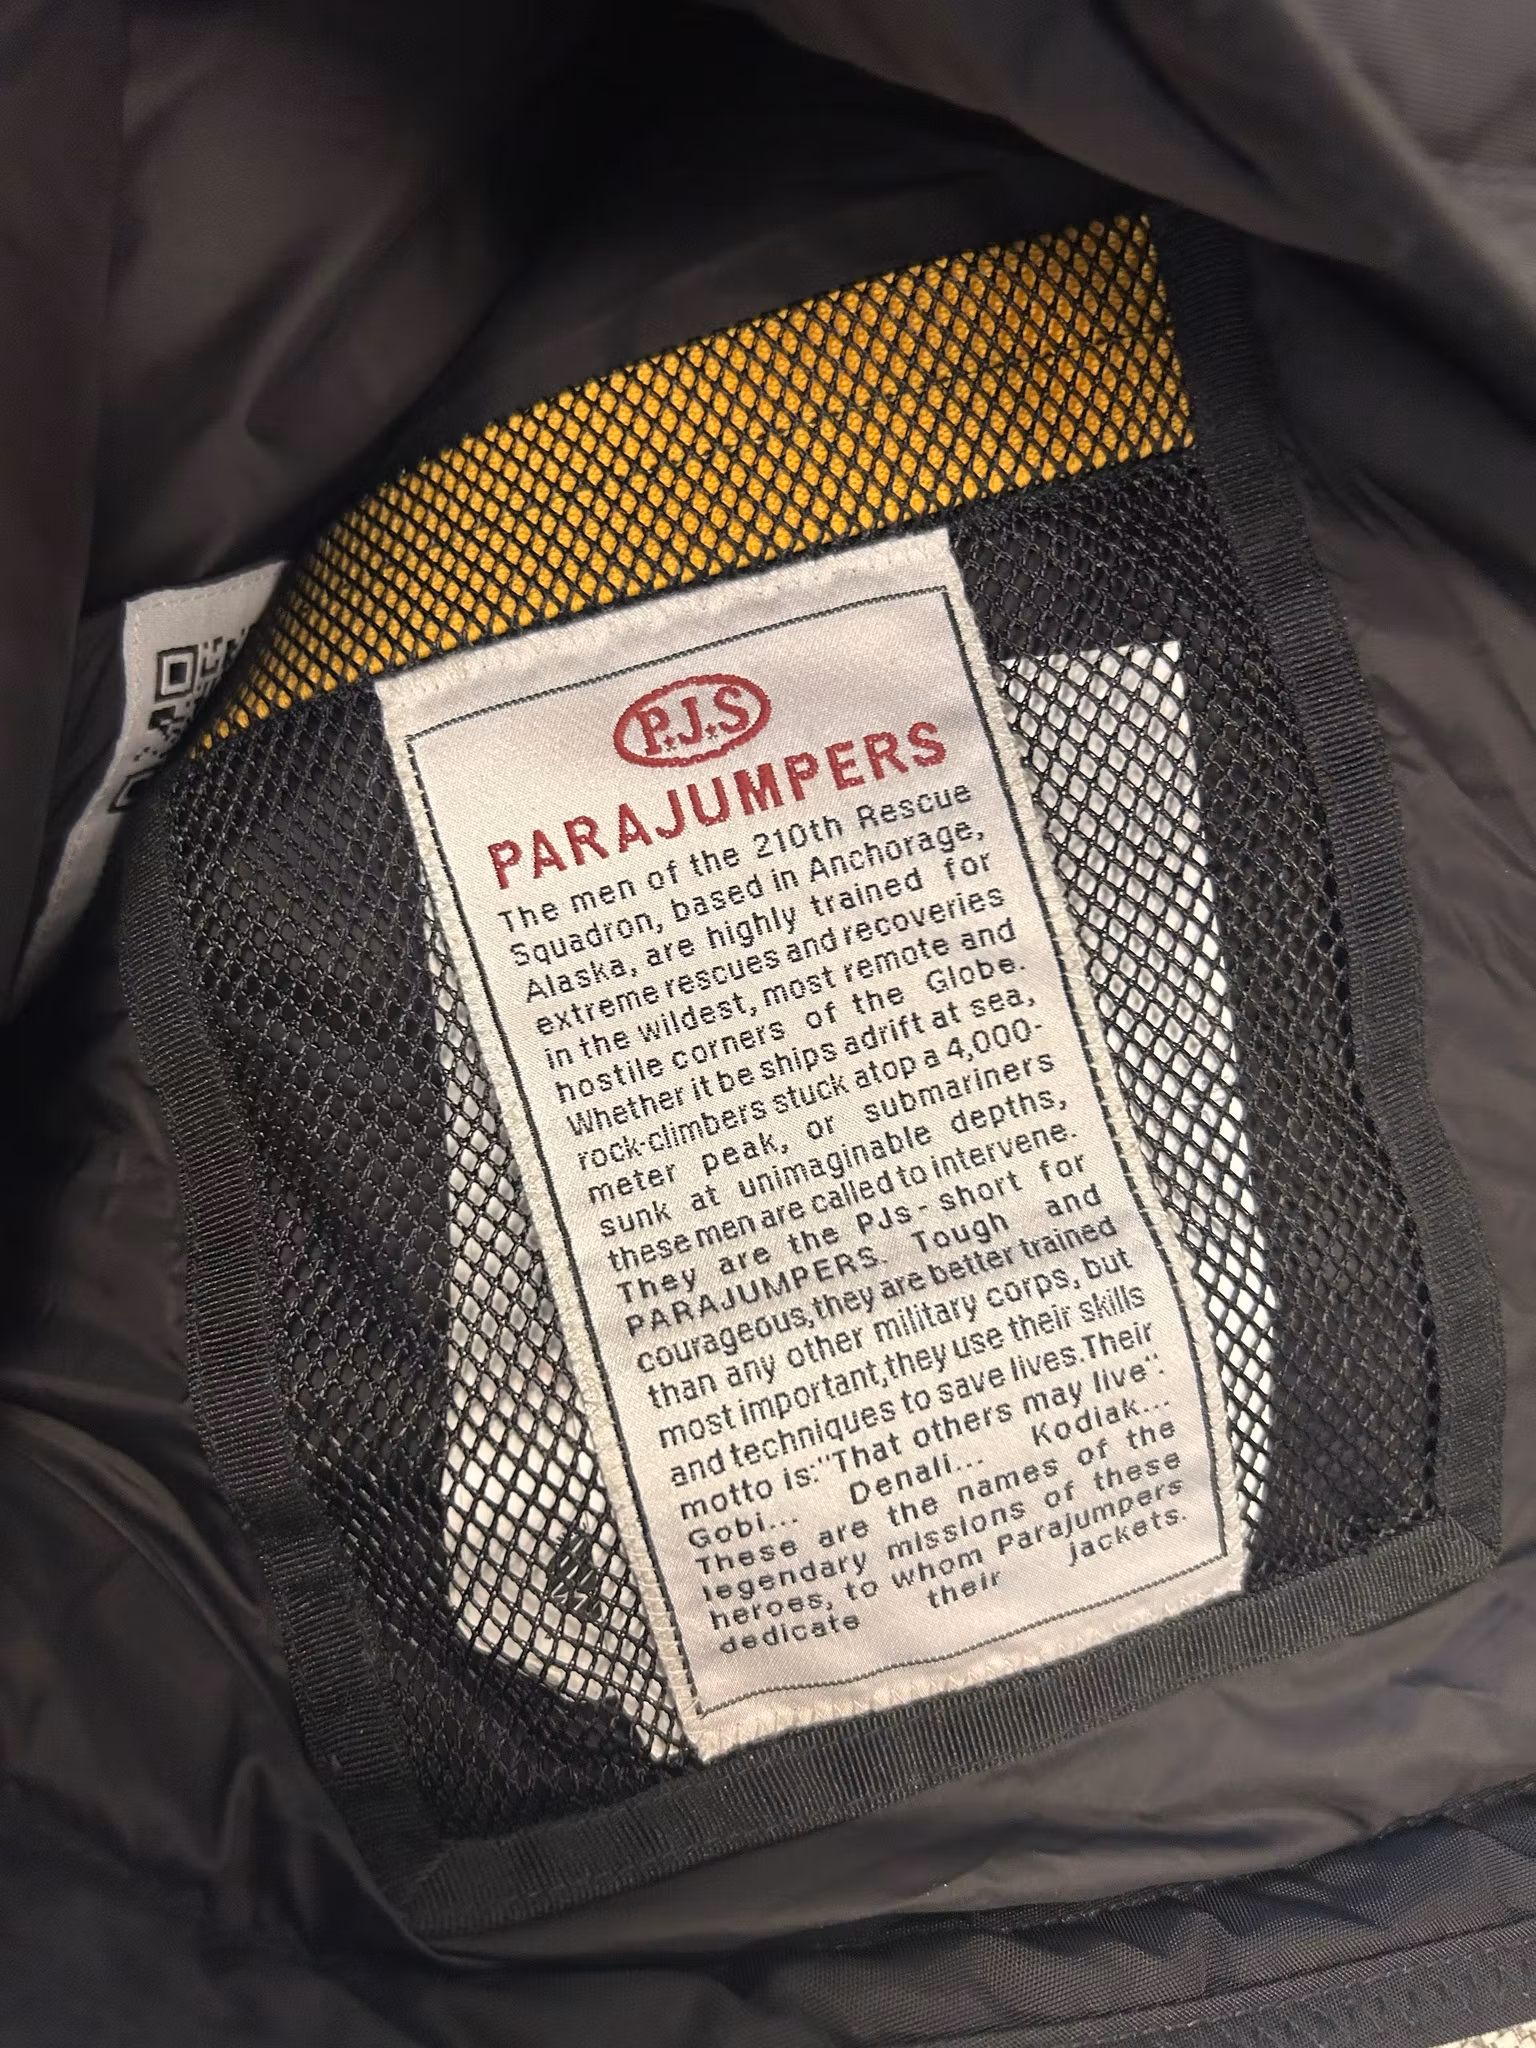 P.J.S
PARAJUMPERS
The men of the 210th Rescue
Squadron, based in Anchorage,
Alaska, are highly trained for
extreme rescues and recoveries
in the wildest, most remote and
hostile corners of the Globe.
Whether it be ships adrift at sea,
rock-climbers stuck atop a 4,000-
meter peak, or submariners
sunk at unimaginable depths,
these men are called to intervene.
They are the PJs - short for
PARAJUMPERS. Tough and
courageous, they are better trained
than any other military corps, but
most important, they use their skills
and techniques to save lives. Their
motto is: "That others may live":
Gobi... Denali... Kodiak...
These are the names of the
legendary missions of these
heroes, to whom Parajumpers
dedicate their jackets.